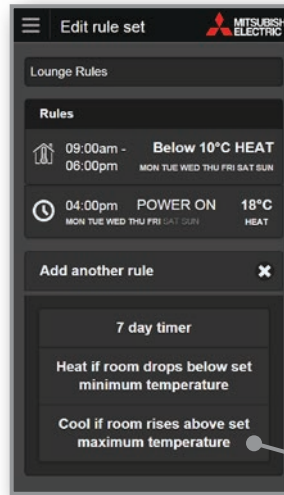 Edit rule set
MITSUBISH
ELECTRIC
Lounge Rules
Rules
09:00am - Below 10°C HEAT
06:00pm MON TUE WED THU FRI SAT SUN
04:00pm POWER ON 18°C
MON TUE WED THU FRI SAT SUN HEAT
Add another rule
7 day timer
Heat if room drops below set
minimum temperature
Cool if room rises above set
maximum temperature